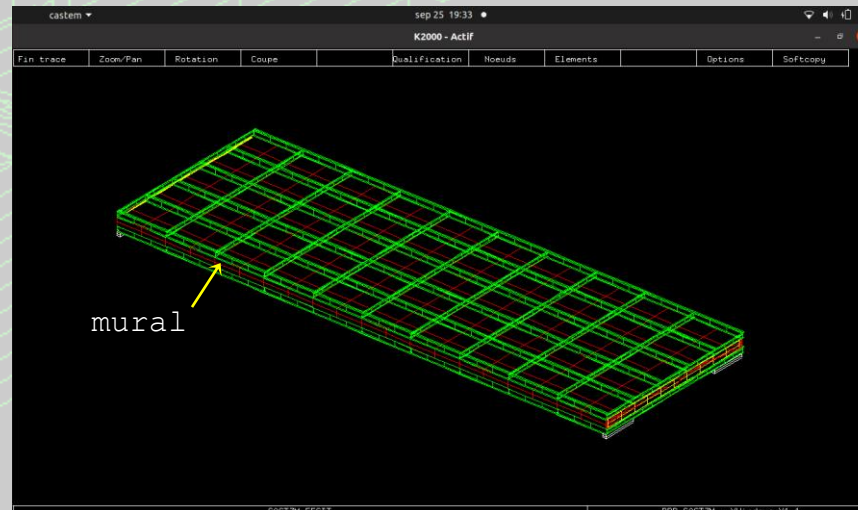 castem
sep 25 19:33
K2000 - Actif
Fin trace Zoom/Pan Rotation Coupe Qualification Noeuds Elements Options Softcopy
mural